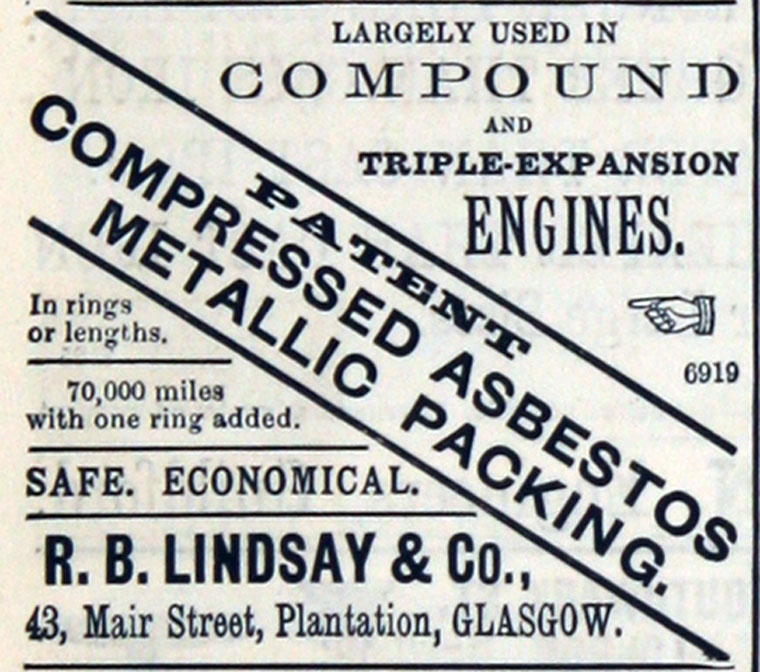 LARGELY USED IN
COMPOUND
AND
TRIPLE-EXPANSION
ENGINES.
6919
PATENT
COMPRESSED ASBESTOS
METALLIC PACKING.
In rings
or lengths.
70,000 miles
with one ring added.
SAFE. ECONOMICAL.
R. B. LINDSAY & Co.,
43, Mair Street, Plantation, GLASGOW.